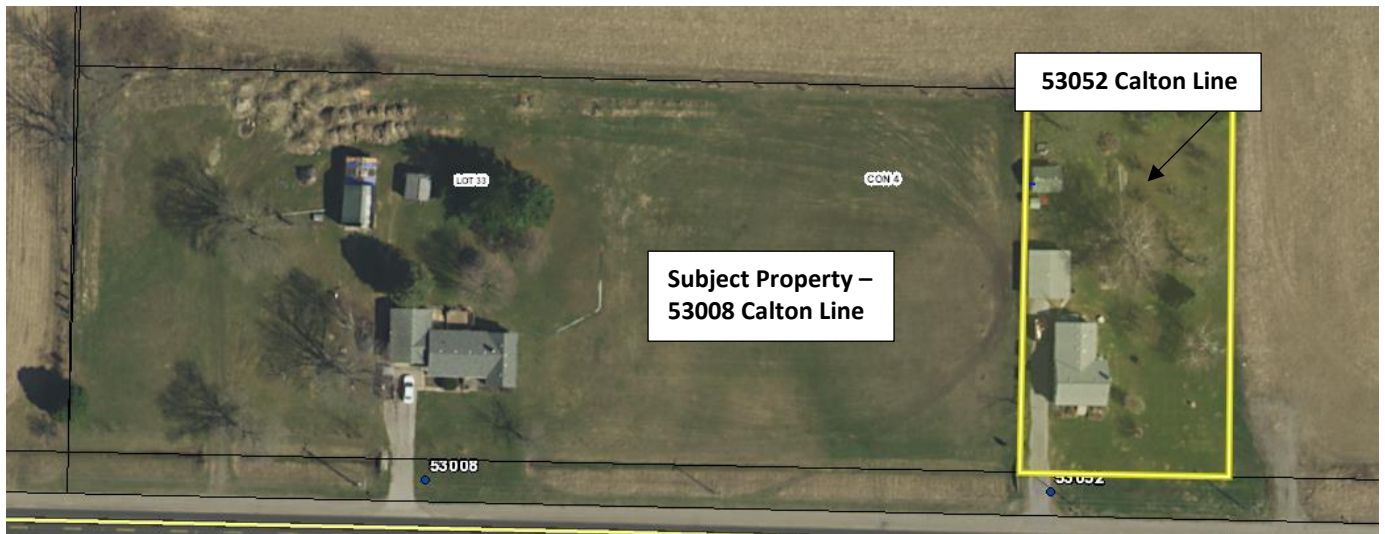 53052 Calton Line
LOT 33
CON 4
Subject Property –
53008 Calton Line
53008
53052